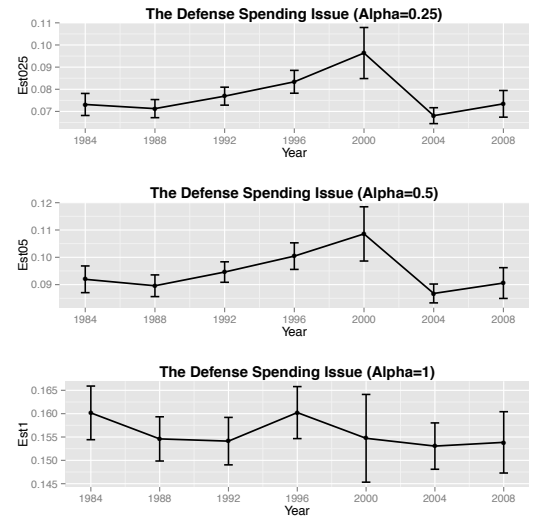 The Defense Spending Issue (Alpha=0.25)
Est025
0.11
0.10
0.09
0.08
0.07
1984 1988 1992 1996 2000 2004 2008
Year
The Defense Spending Issue (Alpha=0.5)
Est05
0.12
0.11
0.10
0.09
1984 1988 1992 1996 2000 2004 2008
Year
The Defense Spending Issue (Alpha=1)
Est1
0.165
0.160
0.155
0.150
0.145
1984 1988 1992 1996 2000 2004 2008
Year